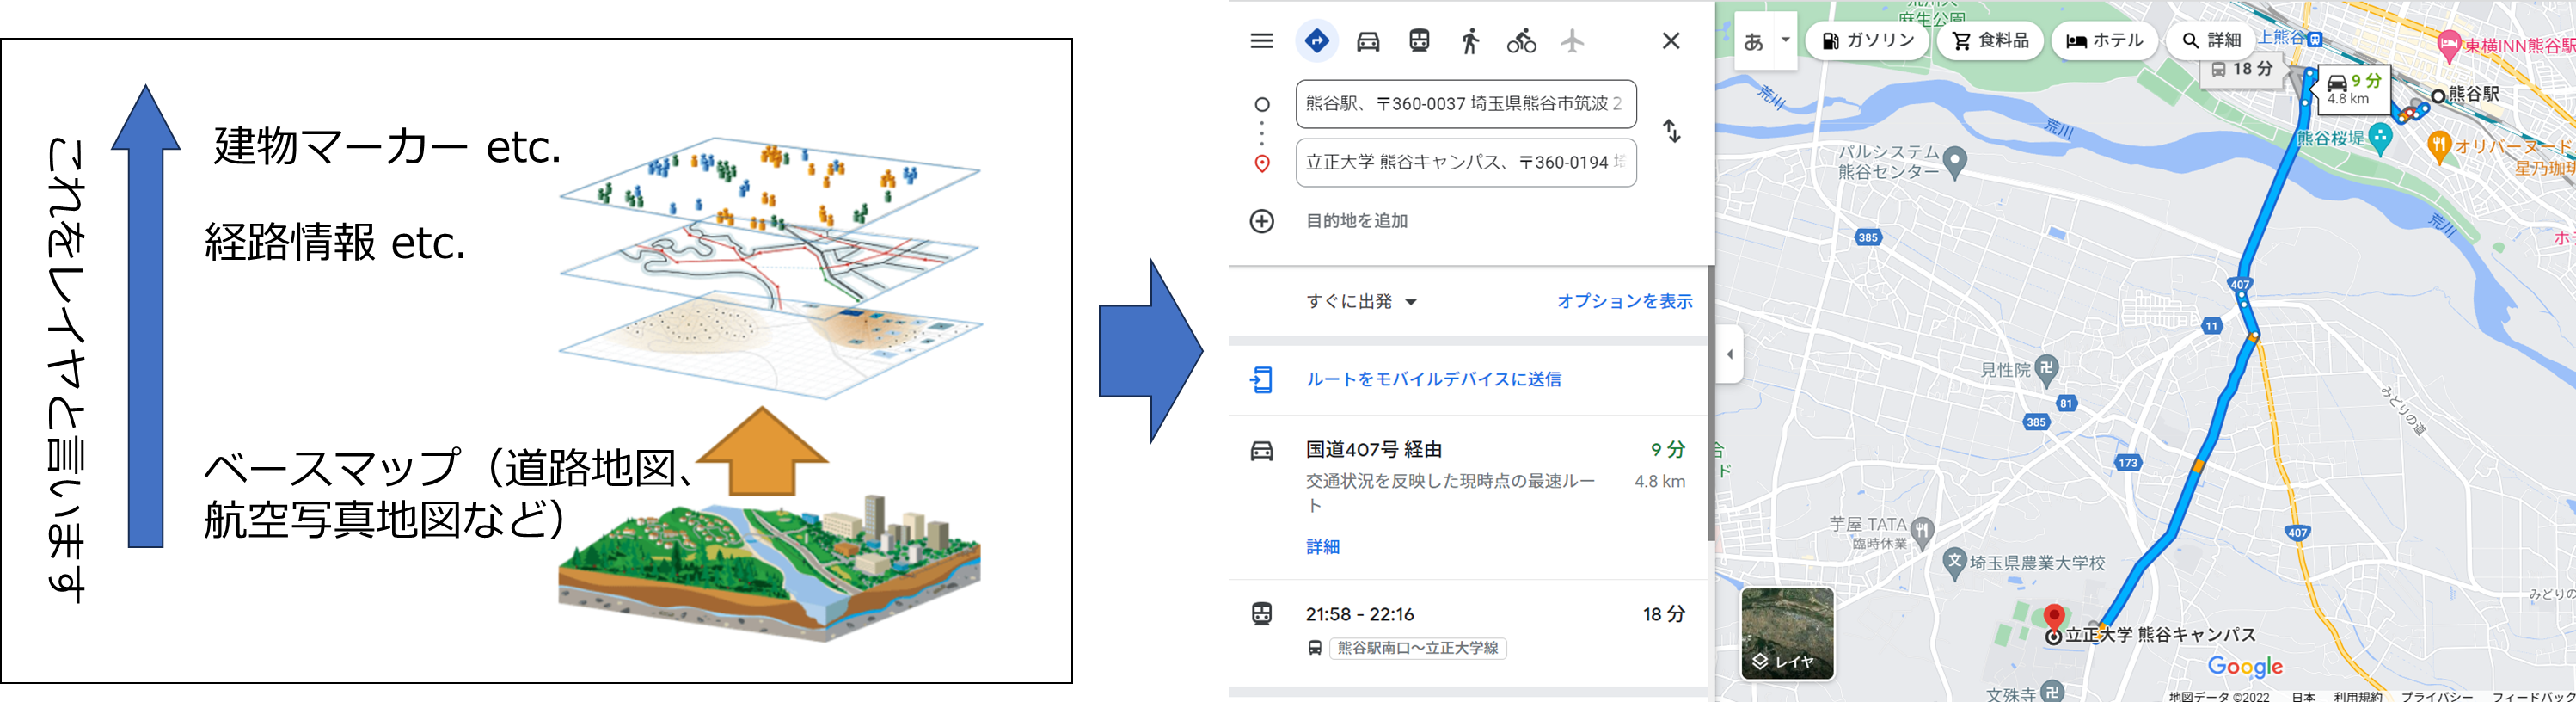 これをレイヤと言います
建物マーカー etc.
経路情報 etc.
ベースマップ（道路地図、
航空写真地図など）
熊谷駅、〒360-0037 埼玉県熊谷市筑波 2
立正大学 熊谷キャンパス、〒360-0194 埼
目的地を追加
すぐに出発
オプションを表示
ルートをモバイルデバイスに送信
国道407号 経由
9 分
交通状況を反映した現時点の最速ルー
ト
4.8 km
詳細
21:58 - 22:16
18 分
熊谷駅南口～立正大学線
あ
ガソリン
食料品
ホテル
詳細
麻生公園
上熊谷
東横INN熊谷駅
18 分
9 分
4.8 km
熊谷駅
荒川
荒川
荒川
熊谷桜堤
オリバーヌード
星乃珈琲
パルシステム
熊谷センター
385
407
11
見性院
81
385
みどりの道
173
芋屋 TATA
臨時休業
407
埼玉県農業大学校
みどりの
立正大学 熊谷キャンパス
レイヤ
Google
文殊寺
地図データ ©2022
日本
利用規約
プライバシー
フィードバック